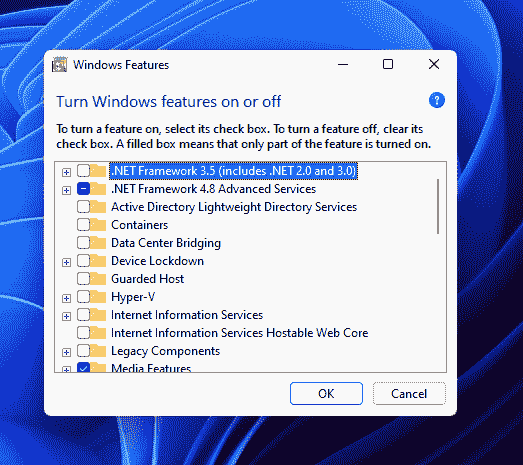 Windows Features
Turn Windows features on or off
?
To turn a feature on, select its check box. To turn a feature off, clear its
check box. A filled box means that only part of the feature is turned on.
.NET Framework 3.5 (includes .NET 2.0 and 3.0)
.NET Framework 4.8 Advanced Services
Active Directory Lightweight Directory Services
Containers
Data Center Bridging
Device Lockdown
Guarded Host
Hyper-V
Internet Information Services
Internet Information Services Hostable Web Core
Legacy Components
Media Features
OK Cancel